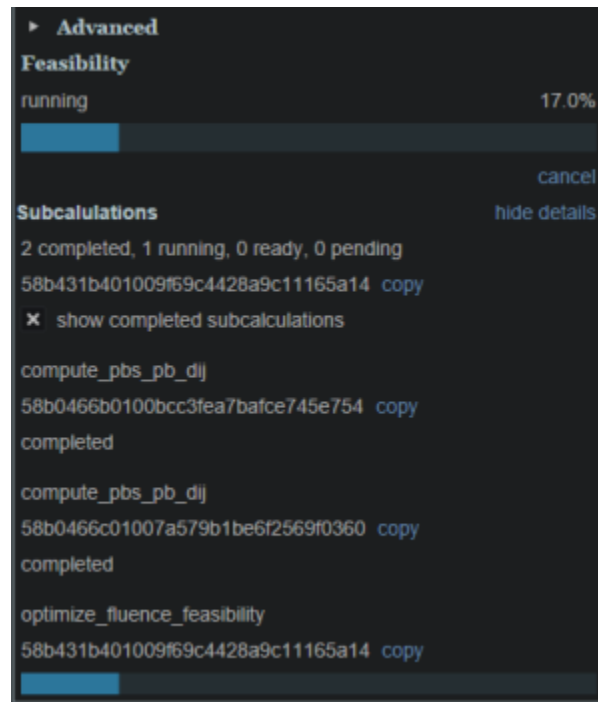 ▸ Advanced
Feasibility
running 17.0%
cancel
Subcalulations hide details
2 completed, 1 running, 0 ready, 0 pending
58b431b401009f69c4428a9c11165a14 copy
× show completed subcalculations
compute_pbs_pb_dij
58b0466b0100bcc3fea7bafce745e754 copy
completed
compute_pbs_pb_dij
58b0466c01007a579b1be6f2569f0360 copy
completed
optimize_fluence_feasibility
58b431b401009f69c4428a9c11165a14 copy